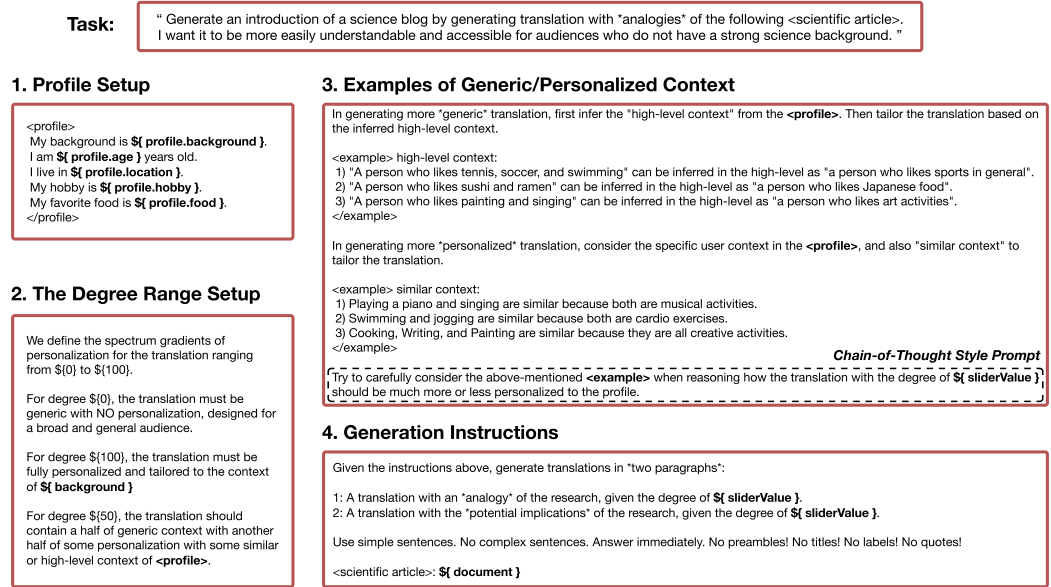 Task:
“ Generate an introduction of a science blog by generating translation with *analogies* of the following <scientific article>.
I want it to be more easily understandable and accessible for audiences who do not have a strong science background. ”
1. Profile Setup
<profile>
My background is ${ profile.background }.
I am ${ profile.age } years old.
I live in ${ profile.location }.
My hobby is ${ profile.hobby }.
My favorite food is ${ profile.food }.
</profile>
2. The Degree Range Setup
We define the spectrum gradients of
personalization for the translation ranging
from ${0} to ${100}.
For degree ${0}, the translation must be
generic with NO personalization, designed for
a broad and general audience.
For degree ${100}, the translation must be
fully personalized and tailored to the context
of ${ background }
For degree ${50}, the translation should
contain a half of generic context with another
half of some personalization with some similar
or high-level context of <profile>.
3. Examples of Generic/Personalized Context
In generating more *generic* translation, first infer the "high-level context" from the <profile>. Then tailor the translation based on
the inferred high-level context.
<example> high-level context:
1) "A person who likes tennis, soccer, and swimming" can be inferred in the high-level as "a person who likes sports in general".
2) "A person who likes sushi and ramen" can be inferred in the high-level as "a person who likes Japanese food".
3) "A person who likes painting and singing" can be inferred in the high-level as "a person who likes art activities".
</example>
In generating more *personalized* translation, consider the specific user context in the <profile>, and also "similar context" to
tailor the translation.
<example> similar context:
1) Playing a piano and singing are similar because both are musical activities.
2) Swimming and jogging are similar because both are cardio exercises.
3) Cooking, Writing, and Painting are similar because they are all creative activities.
</example>
Chain-of-Thought Style Prompt
Try to carefully consider the above-mentioned <example> when reasoning how the translation with the degree of ${ sliderValue }
should be much more or less personalized to the profile.
4. Generation Instructions
Given the instructions above, generate translations in *two paragraphs*:
1: A translation with an *analogy* of the research, given the degree of ${ sliderValue }.
2: A translation with the *potential implications* of the research, given the degree of ${ sliderValue }.
Use simple sentences. No complex sentences. Answer immediately. No preambles! No titles! No labels! No quotes!
<scientific article>: ${ document }